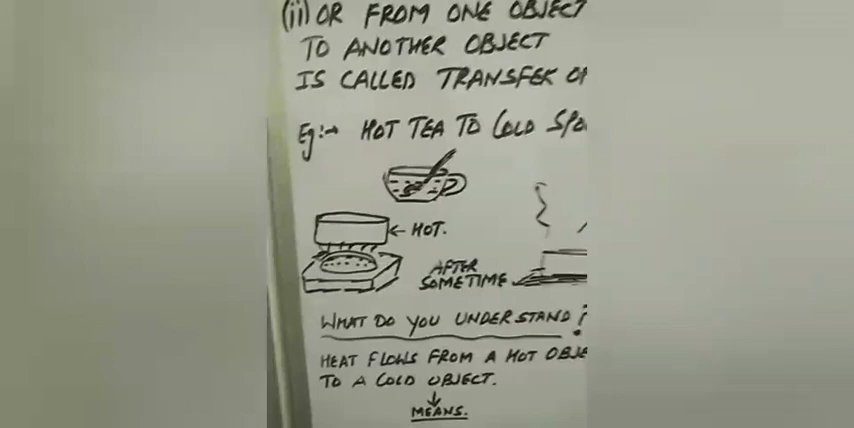 (ii) OR FROM ONE OBJECT
TO ANOTHER OBJECT
IS CALLED TRANSFER OF
Eg:→ HOT TEA TO COLD SPO
← HOT.
AFTER
SOMETIME
WHAT DO YOU UNDERSTAND?
HEAT FLOWS FROM A HOT OBJE
TO A COLD OBJECT.
↓
MEANS.